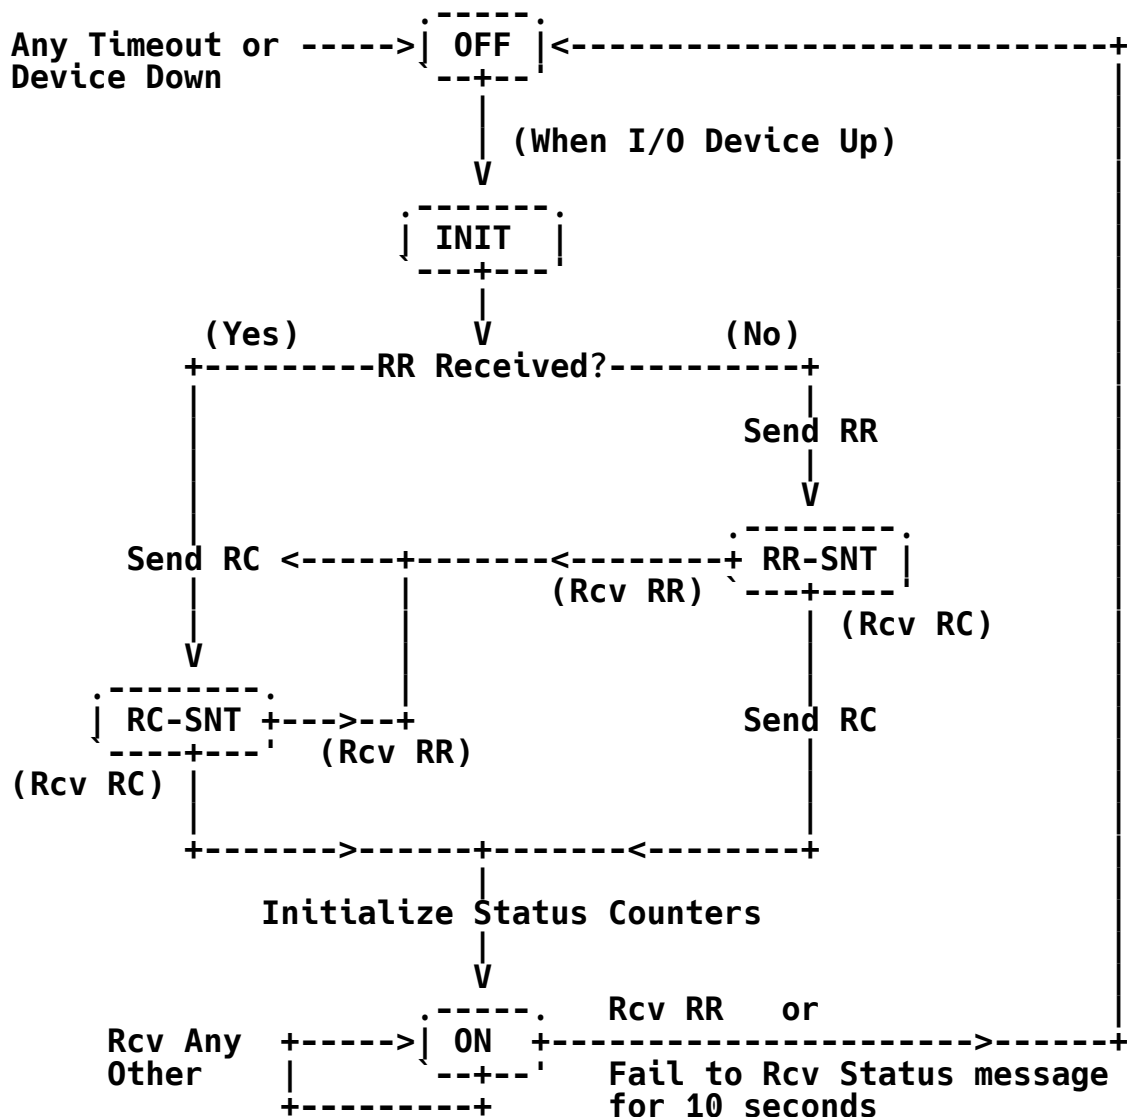 OFF
Any Timeout or
Device Down
(When I/O Device Up)
INIT
(Yes) (No)
RR Received?
Send RR
Send RC RR-SNT
(Rcv RR)
(Rcv RC)
RC-SNT Send RC
(Rcv RR)
(Rcv RC)
Initialize Status Counters
Rcv RR or
Rcv Any ON
Other Fail to Rcv Status message
for 10 seconds